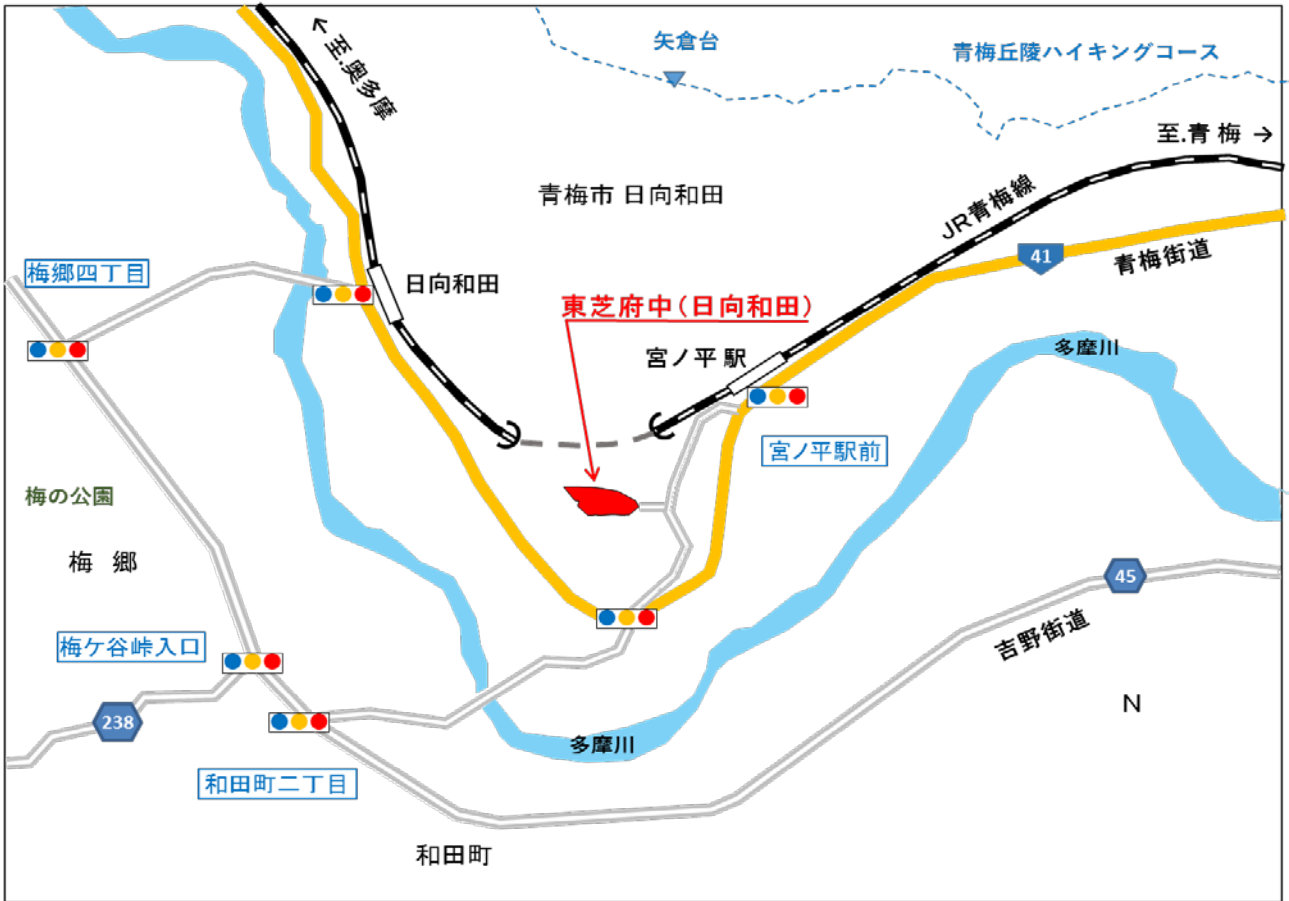 矢倉台
青梅丘陵ハイキングコース
←至.奥多摩
至.青梅 →
青梅市 日向和田
JR青梅線
41
青梅街道
梅郷四丁目
日向和田
東芝府中(日向和田)
宮ノ平駅
多摩川
宮ノ平駅前
梅の公園
梅 郷
45
吉野街道
梅ケ谷峠入口
N
238
多摩川
和田町二丁目
和田町